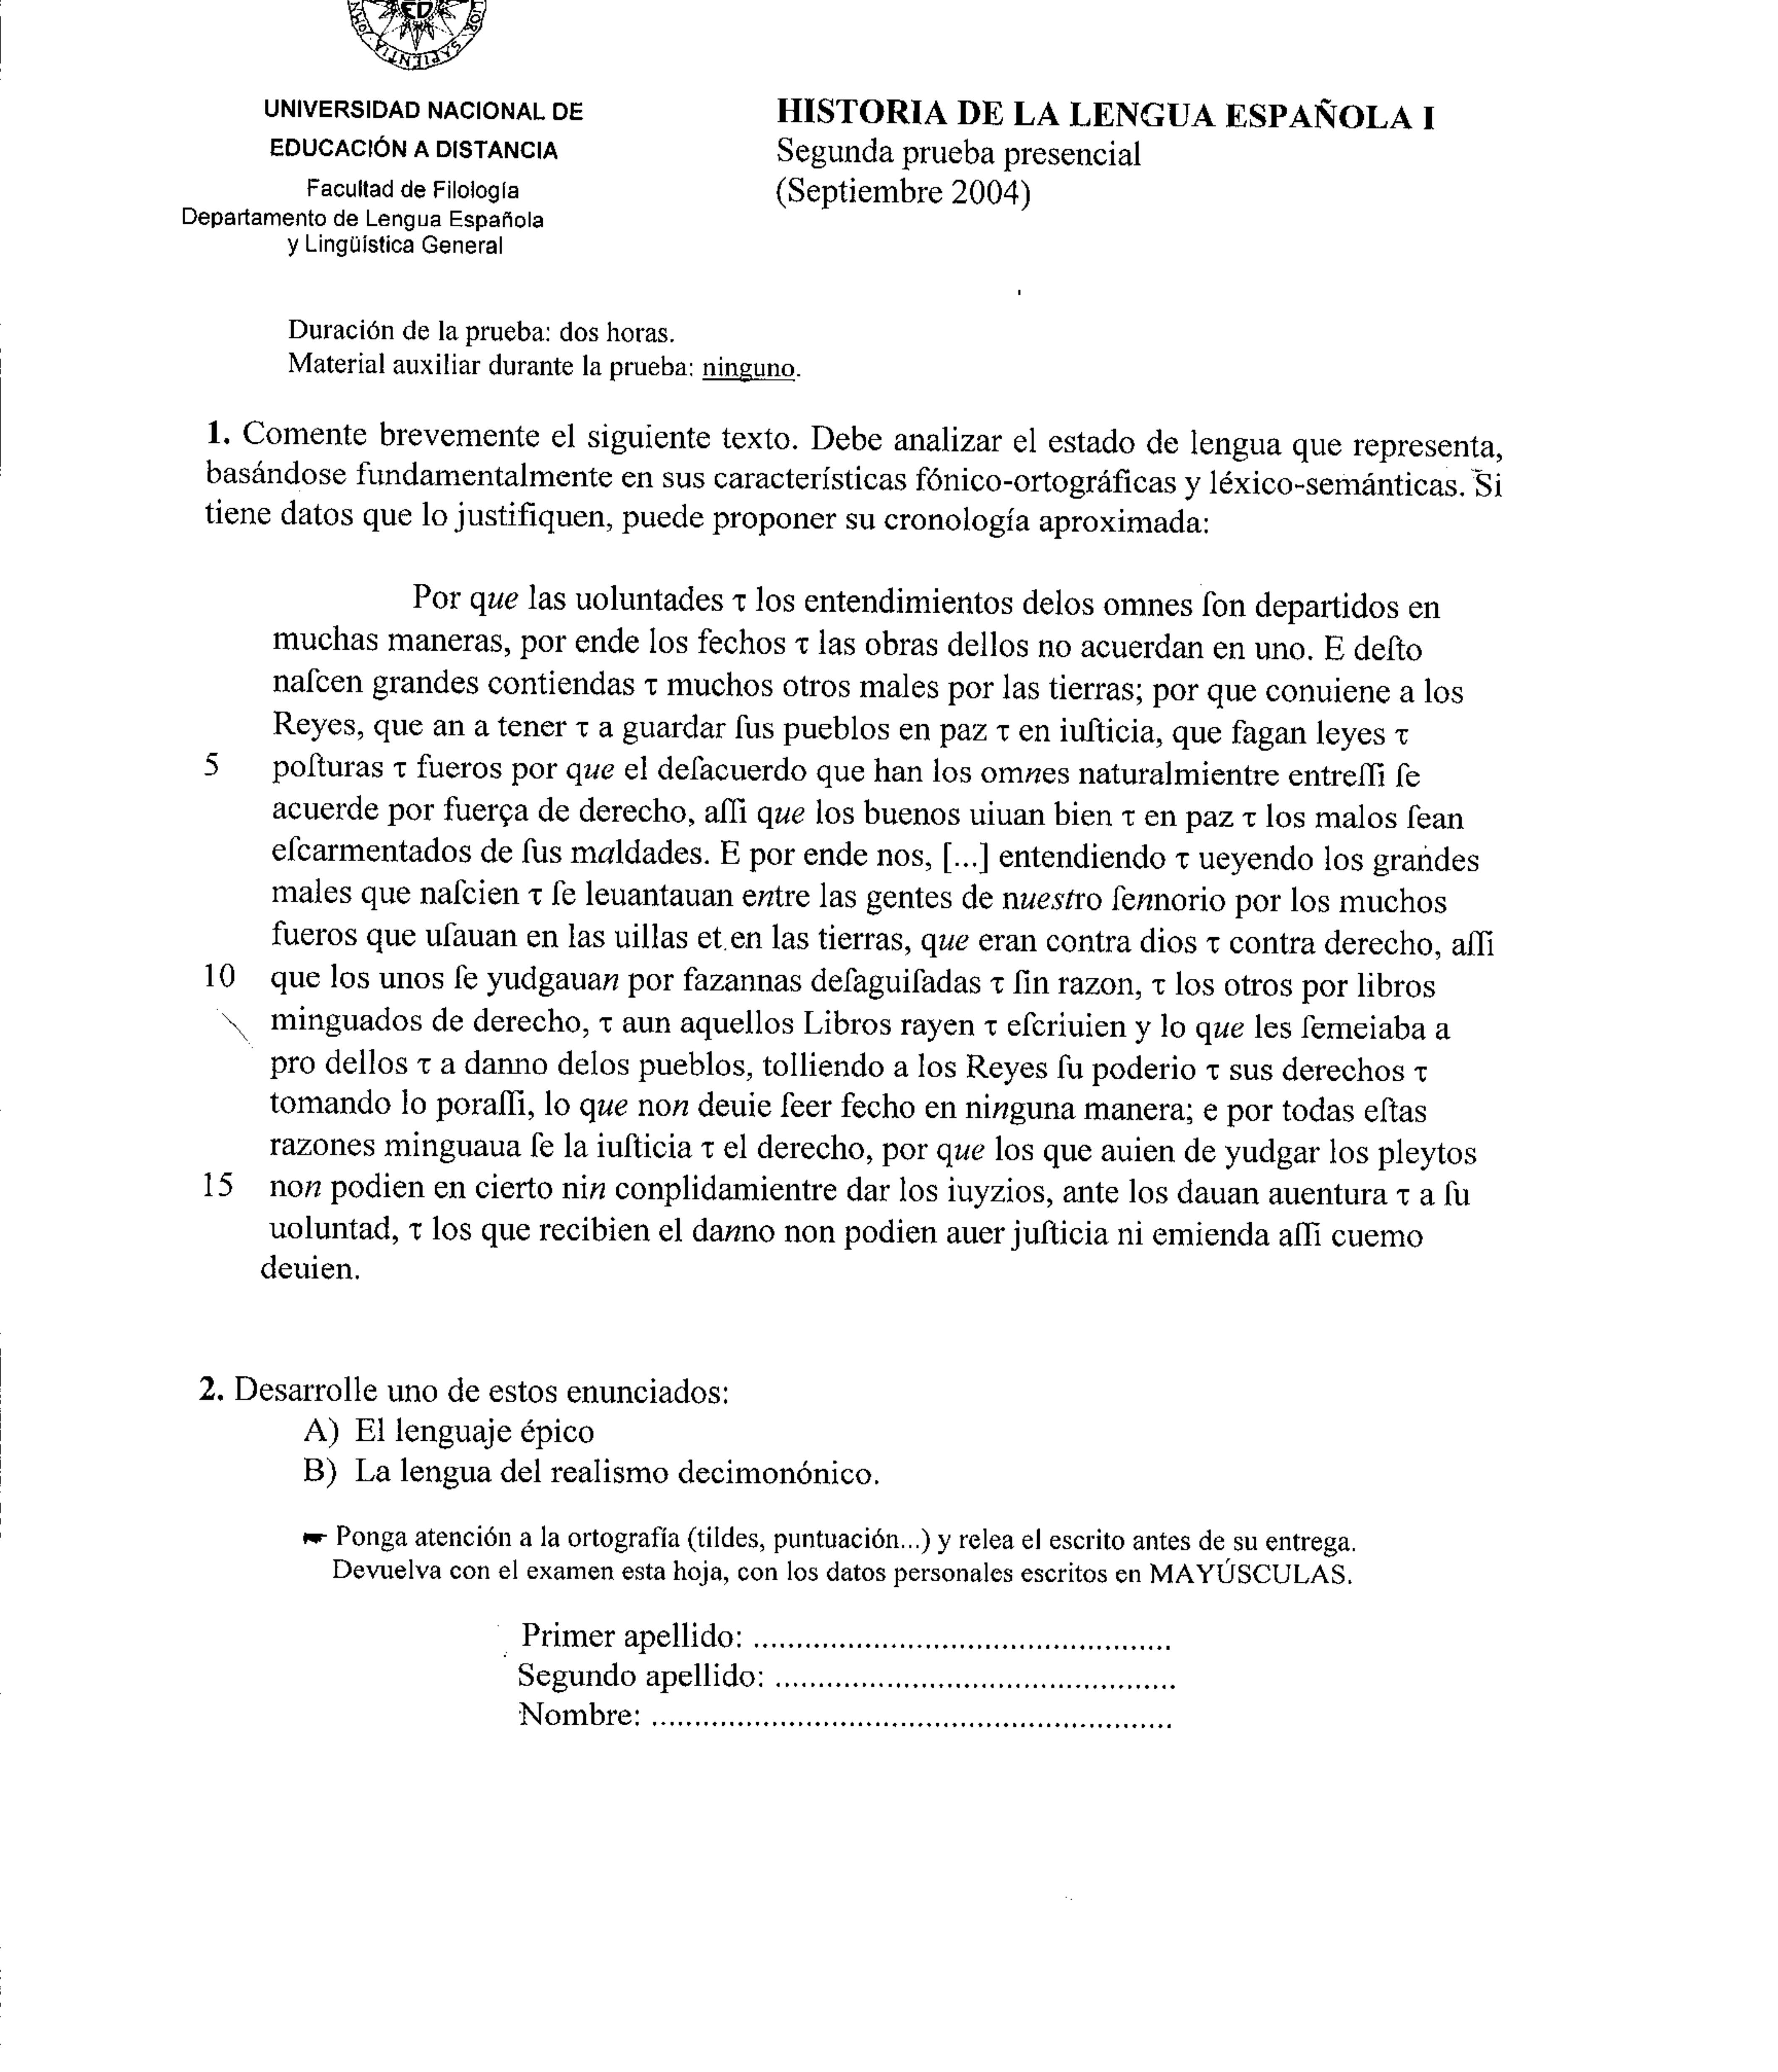 ED
SAPIENTIA
UNIVERSIDAD NACIONAL DE
EDUCACIÓN A DISTANCIA
Facultad de Filología
Departamento de Lengua Española
y Lingüística General
HISTORIA DE LA LENGUA ESPAÑOLA I
Segunda prueba presencial
(Septiembre 2004)
Duración de la prueba: dos horas.
Material auxiliar durante la prueba: ninguno.
1. Comente brevemente el siguiente texto. Debe analizar el estado de lengua que representa,
basándose fundamentalmente en sus características fónico-ortográficas y léxico-semánticas. Si
tiene datos que lo justifiquen, puede proponer su cronología aproximada:
Por que las uoluntades τ los entendimientos delos omnes ſon departidos en
muchas maneras, por ende los fechos τ las obras dellos no acuerdan en uno. E deſto
naſcen grandes contiendas τ muchos otros males por las tierras; por que conuiene a los
Reyes, que an a tener τ a guardar ſus pueblos en paz τ en iuſticia, que fagan leyes τ
5 poſturas τ fueros por que el deſacuerdo que han los omnes naturalmientre entreſſi ſe
acuerde por fuerça de derecho, aſſi que los buenos uiuan bien τ en paz τ los malos ſean
eſcarmentados de ſus maldades. E por ende nos, [...] entendiendo τ ueyendo los grandes
males que naſcien τ ſe leuantauan entre las gentes de nuestro ſennorio por los muchos
fueros que uſauan en las uillas et en las tierras, que eran contra dios τ contra derecho, aſſi
10 que los unos ſe yudgauan por fazannas deſaguiſadas τ ſin razon, τ los otros por libros
minguados de derecho, τ aun aquellos Libros rayen τ eſcriuien y lo que les ſemeiaba a
pro dellos τ a danno delos pueblos, tolliendo a los Reyes ſu poderio τ sus derechos τ
tomando lo poraſſi, lo que non deuie ſeer fecho en ninguna manera; e por todas eſtas
razones minguaua ſe la iuſticia τ el derecho, por que los que auien de yudgar los pleytos
15 non podien en cierto nin conplidamientre dar los iuyzios, ante los dauan auentura τ a ſu
uoluntad, τ los que recibien el danno non podien auer juſticia ni emienda aſſi cuemo
deuien.
2. Desarrolle uno de estos enunciados:
A) El lenguaje épico
B) La lengua del realismo decimonónico.
Ponga atención a la ortografía (tildes, puntuación...) y relea el escrito antes de su entrega.
Devuelva con el examen esta hoja, con los datos personales escritos en MAYÚSCULAS.
Primer apellido: ................................................
Segundo apellido: ..............................................
Nombre: ............................................................